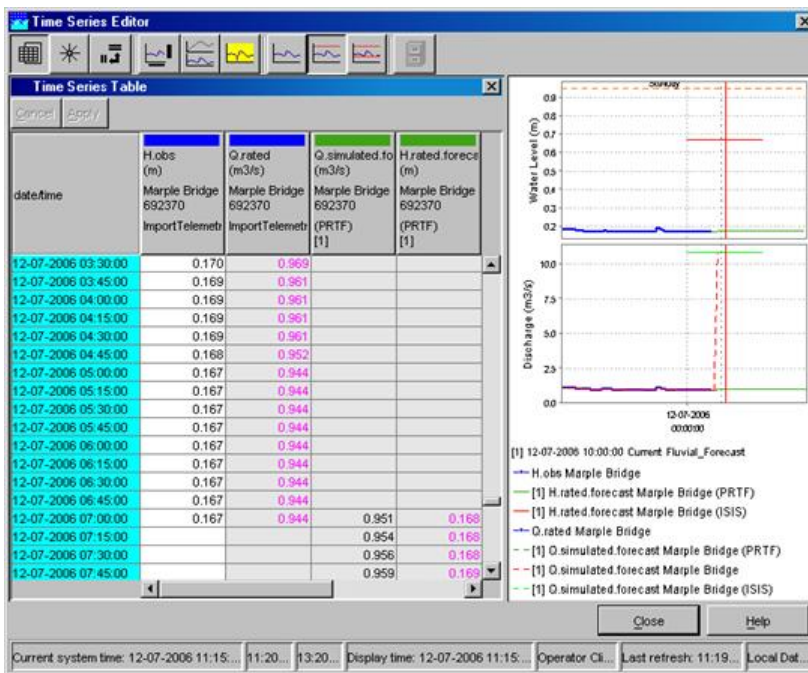 Time Series Editor
Time Series Table
Cancel Apply
date/time
H.obs
(m)
Marple Bridge
692370
ImportTelemetr
Q.rated
(m3/s)
Marple Bridge
692370
ImportTelemetr
Q.simulated.fo
(m3/s)
Marple Bridge
692370
(PRTF)
[1]
H.rated.foreca
(m)
Marple Bridge
692370
(PRTF)
[1]
12-07-2006 03:30:00 0.170 0.969
12-07-2006 03:45:00 0.169 0.961
12-07-2006 04:00:00 0.169 0.961
12-07-2006 04:15:00 0.169 0.961
12-07-2006 04:30:00 0.169 0.961
12-07-2006 04:45:00 0.168 0.952
12-07-2006 05:00:00 0.167 0.944
12-07-2006 05:15:00 0.167 0.944
12-07-2006 05:30:00 0.167 0.944
12-07-2006 05:45:00 0.167 0.944
12-07-2006 06:00:00 0.167 0.944
12-07-2006 06:15:00 0.167 0.944
12-07-2006 06:30:00 0.167 0.944
12-07-2006 06:45:00 0.167 0.944
12-07-2006 07:00:00 0.167 0.944 0.951 0.168
12-07-2006 07:15:00 0.954 0.168
12-07-2006 07:30:00 0.956 0.168
12-07-2006 07:45:00 0.959 0.169
Water Level (m)
0.9
0.8
0.7
0.6
0.5
0.4
0.3
0.2
Discharge (m3/s)
10.0
7.5
5.0
2.5
0.0
12-07-2006
00:00:00
[1] 12-07-2006 10:00:00 Current Fluvial_Forecast
H.obs Marple Bridge
[1] H.rated.forecast Marple Bridge (PRTF)
[1] H.rated.forecast Marple Bridge (ISIS)
Q.rated Marple Bridge
[1] Q.simulated.forecast Marple Bridge (PRTF)
[1] Q.simulated.forecast Marple Bridge
[1] Q.simulated.forecast Marple Bridge (ISIS)
Close Help
Current system time: 12-07-2006 11:15:... 11:20... 13:20... Display time: 12-07-2006 11:15:... Operator Cli... Last refresh: 11:19... Local Dat...